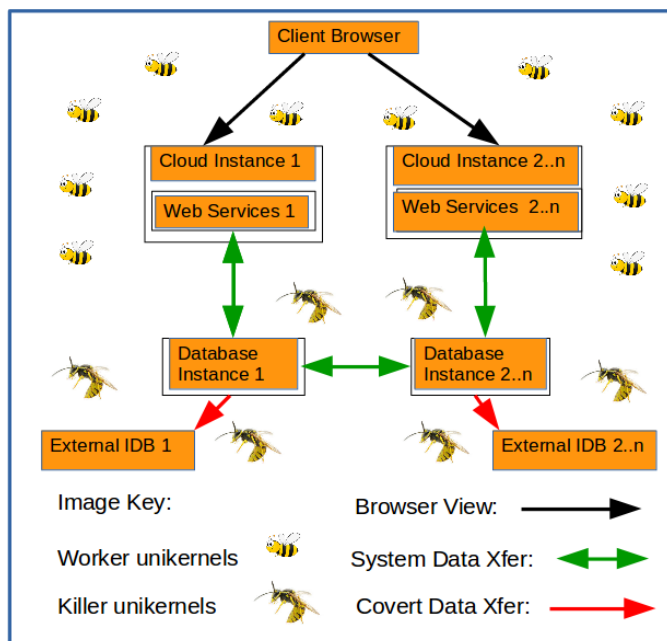 Client Browser
Cloud Instance 1
Cloud Instance 2..n
Web Services 1
Web Services 2..n
Database
Instance 1
Database
Instance 2..n
External IDB 1
External IDB 2..n
Image Key:
Browser View:
Worker unikernels
System Data Xfer:
Killer unikernels
Covert Data Xfer: